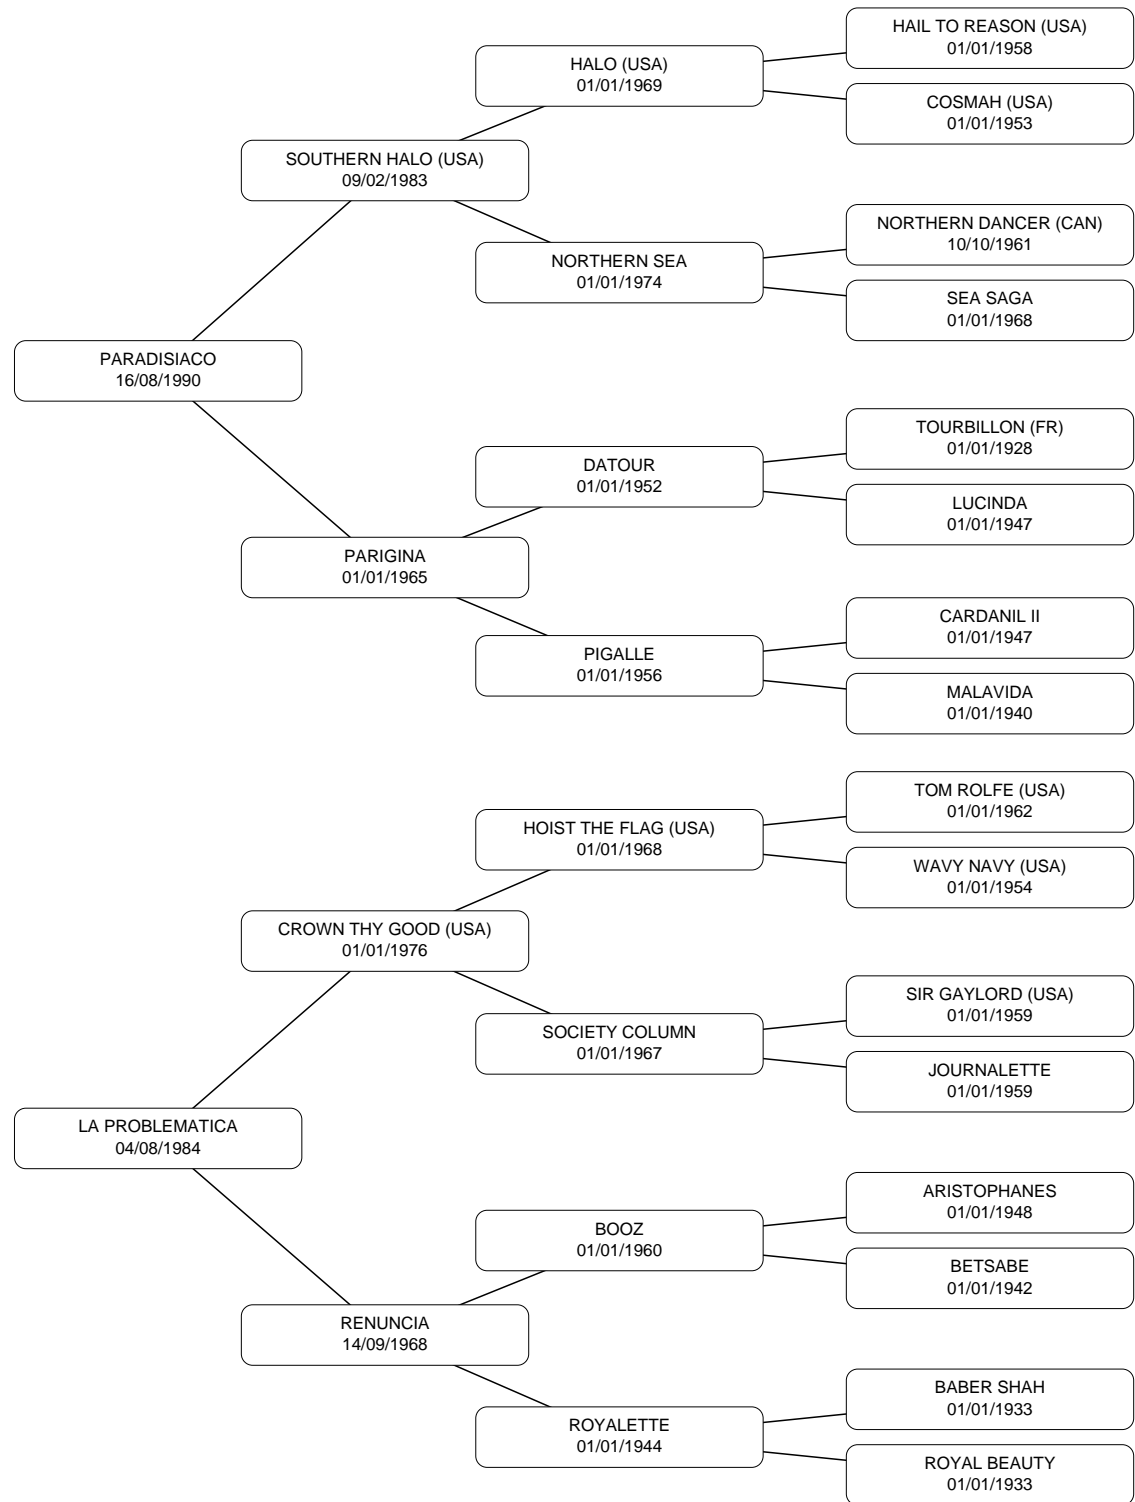 HAIL TO REASON (USA)
01/01/1958
HALO (USA)
01/01/1969
COSMAH (USA)
01/01/1953
SOUTHERN HALO (USA)
09/02/1983
NORTHERN DANCER (CAN)
10/10/1961
NORTHERN SEA
01/01/1974
SEA SAGA
01/01/1968
PARADISIACO
16/08/1990
TOURBILLON (FR)
01/01/1928
DATOUR
01/01/1952
LUCINDA
01/01/1947
PARIGINA
01/01/1965
CARDANIL II
01/01/1947
PIGALLE
01/01/1956
MALAVIDA
01/01/1940
TOM ROLFE (USA)
01/01/1962
HOIST THE FLAG (USA)
01/01/1968
WAVY NAVY (USA)
01/01/1954
CROWN THY GOOD (USA)
01/01/1976
SIR GAYLORD (USA)
01/01/1959
SOCIETY COLUMN
01/01/1967
JOURNALETTE
01/01/1959
LA PROBLEMATICA
04/08/1984
ARISTOPHANES
01/01/1948
BOOZ
01/01/1960
BETSABE
01/01/1942
RENUNCIA
14/09/1968
BABER SHAH
01/01/1933
ROYALETTE
01/01/1944
ROYAL BEAUTY
01/01/1933